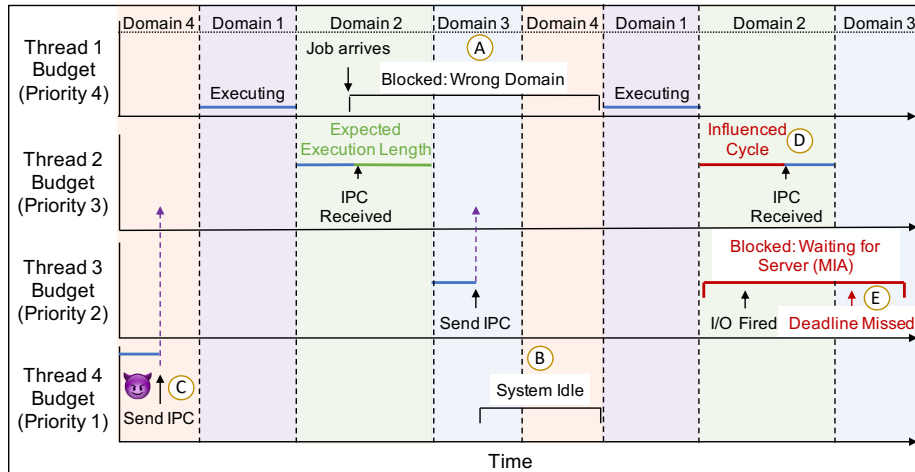 Domain 4 Domain 1 Domain 2 Domain 3 Domain 4 Domain 1 Domain 2 Domain 3
Thread 1
Budget
(Priority 4)
Job arrives
A
Blocked: Wrong Domain
Executing
Executing
Thread 2
Budget
(Priority 3)
Expected
Execution Length
IPC
Received
Influenced
Cycle
D
IPC
Received
Thread 3
Budget
(Priority 2)
Send IPC
Blocked: Waiting for
Server (MIA)
I/O Fired
E
Deadline Missed
Thread 4
Budget
(Priority 1)
C
Send IPC
B
System Idle
Time